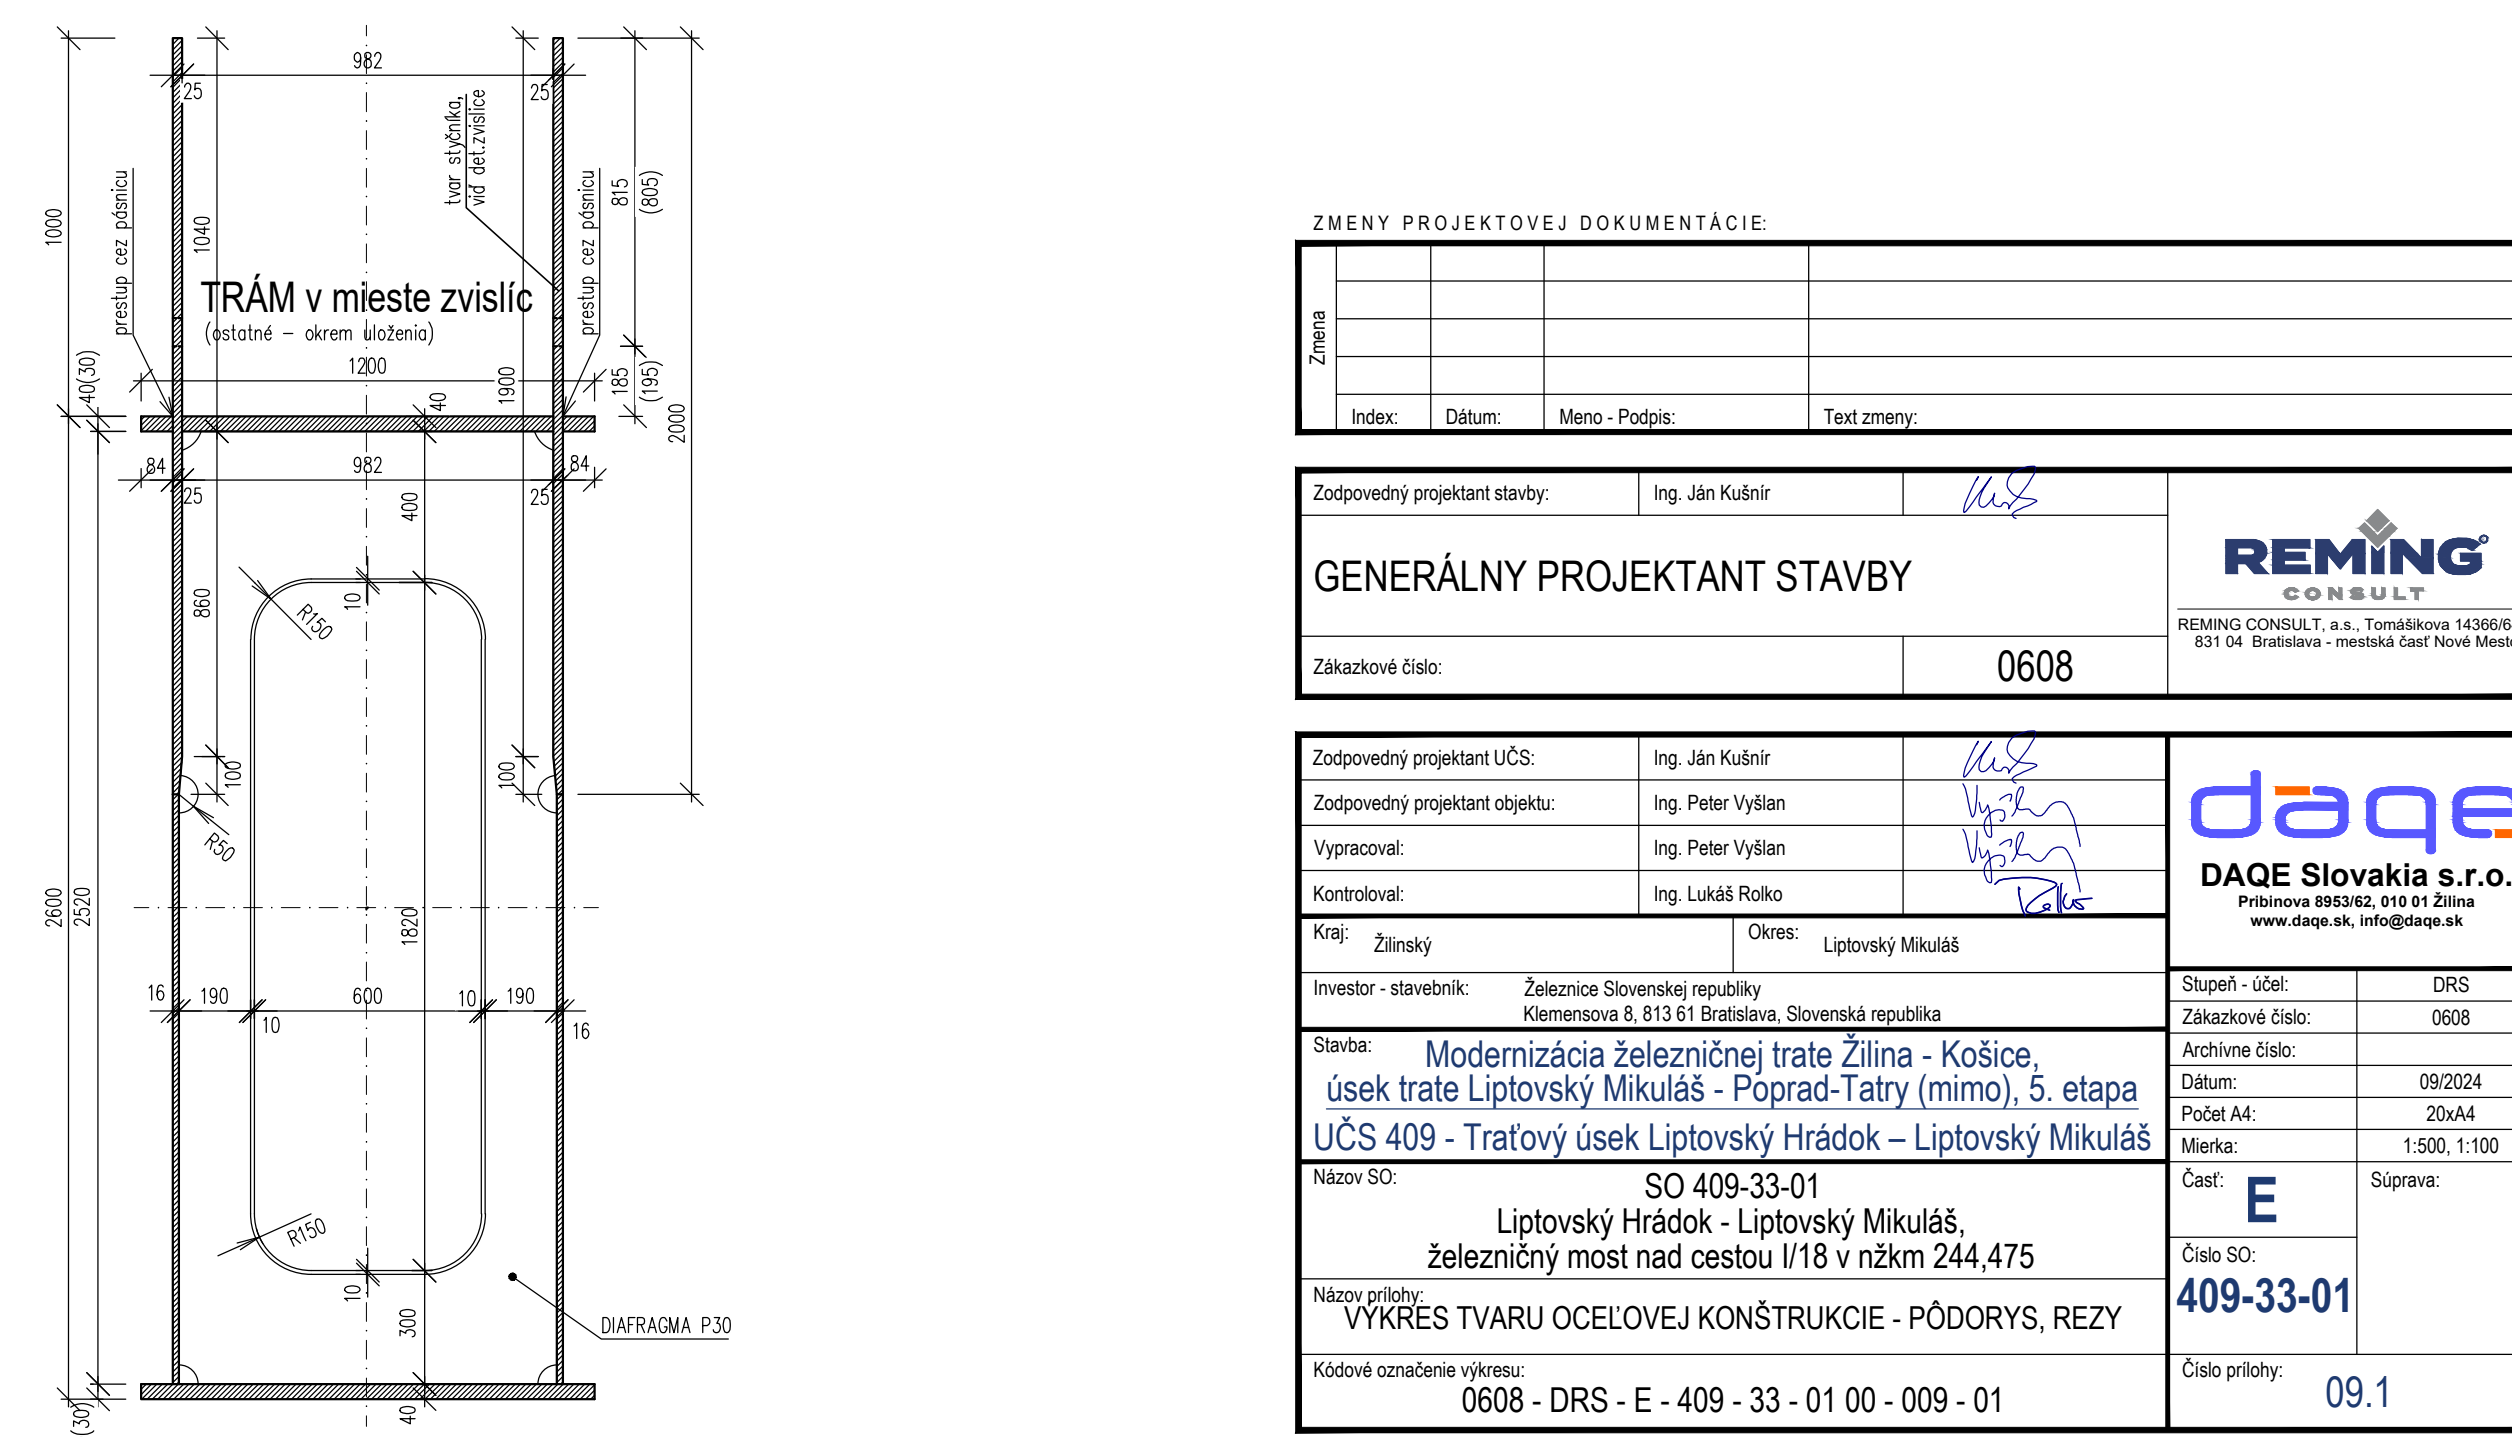 982
25
25
tvar styčníka,
viď det.zvislice
prestup cez pásnicu
prestup cez pásnicu
815
(805)
1000
1040
TRÁM v mieste zvislíc
(ostatné – okrem uloženia)
1200
40(30)
1900
40
185
(195)
2000
84
982
84
25
25
400
860
10
R150
100
100
R50
2600
2520
1820
16
190
600
10
190
10
16
R150
10
300
DIAFRAGMA P30
40
(30)
ZMENY PROJEKTOVEJ DOKUMENTÁCIE:
Zmena
Index:
Dátum:
Meno - Podpis:
Text zmeny:
Zodpovedný projektant stavby:
Ing. Ján Kušnír
GENERÁLNY PROJEKTANT STAVBY
Zákazkové číslo:
0608
REMING
CONSULT
REMING CONSULT, a.s., Tomášikova 14366/6
831 04 Bratislava - mestská časť Nové Mesto
Zodpovedný projektant UČS:
Ing. Ján Kušnír
Zodpovedný projektant objektu:
Ing. Peter Vyšlan
Vypracoval:
Ing. Peter Vyšlan
Kontroloval:
Ing. Lukáš Rolko
daqe
DAQE Slovakia s.r.o.
Pribinova 8953/62, 010 01 Žilina
www.daqe.sk, info@daqe.sk
Kraj:
Žilinský
Okres:
Liptovský Mikuláš
Investor - stavebník:
Železnice Slovenskej republiky
Klemensova 8, 813 61 Bratislava, Slovenská republika
Stavba:
Modernizácia železničnej trate Žilina - Košice,
úsek trate Liptovský Mikuláš - Poprad-Tatry (mimo), 5. etapa
UČS 409 - Traťový úsek Liptovský Hrádok – Liptovský Mikuláš
Názov SO:
SO 409-33-01
Liptovský Hrádok - Liptovský Mikuláš,
železničný most nad cestou I/18 v nžkm 244,475
Názov prílohy:
VÝKRES TVARU OCEĽOVEJ KONŠTRUKCIE - PÔDORYS, REZY
Kódové označenie výkresu:
0608 - DRS - E - 409 - 33 - 01 00 - 009 - 01
Stupeň - účel:
DRS
Zákazkové číslo:
0608
Archívne číslo:
Dátum:
09/2024
Počet A4:
20xA4
Mierka:
1:500, 1:100
Časť:
E
Súprava:
Číslo SO:
409-33-01
Číslo prílohy:
09.1